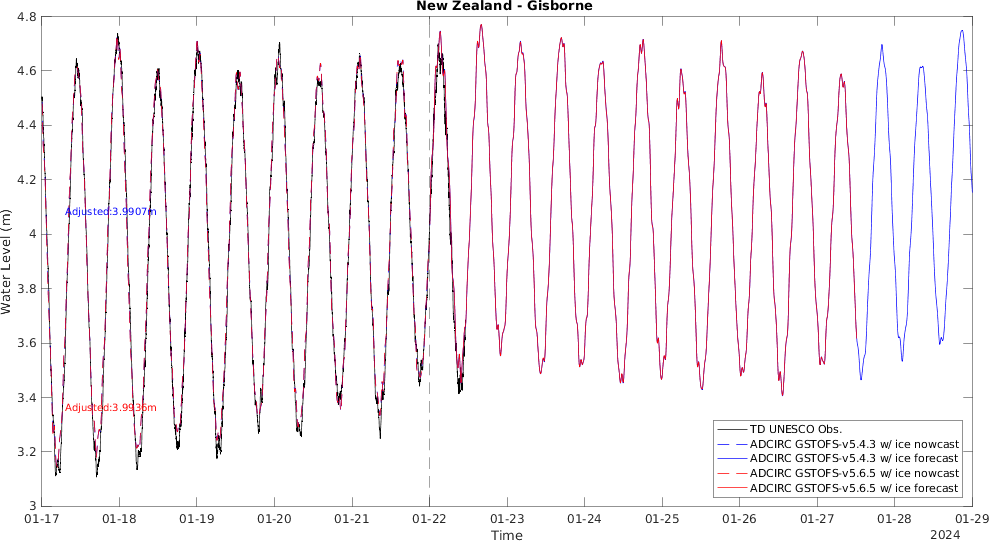 New Zealand - Gisborne
4.8
4.6
4.4
4.2
4
3.8
3.6
3.4
3.2
3
Water Level (m)
Adjusted:3.9907m
Adjusted:3.9936m
TD UNESCO Obs.
ADCIRC GSTOFS-v5.4.3 w/ ice nowcast
ADCIRC GSTOFS-v5.4.3 w/ ice forecast
ADCIRC GSTOFS-v5.6.5 w/ ice nowcast
ADCIRC GSTOFS-v5.6.5 w/ ice forecast
01-17 01-18 01-19 01-20 01-21 01-22 01-23 01-24 01-25 01-26 01-27 01-28 01-29
Time 2024